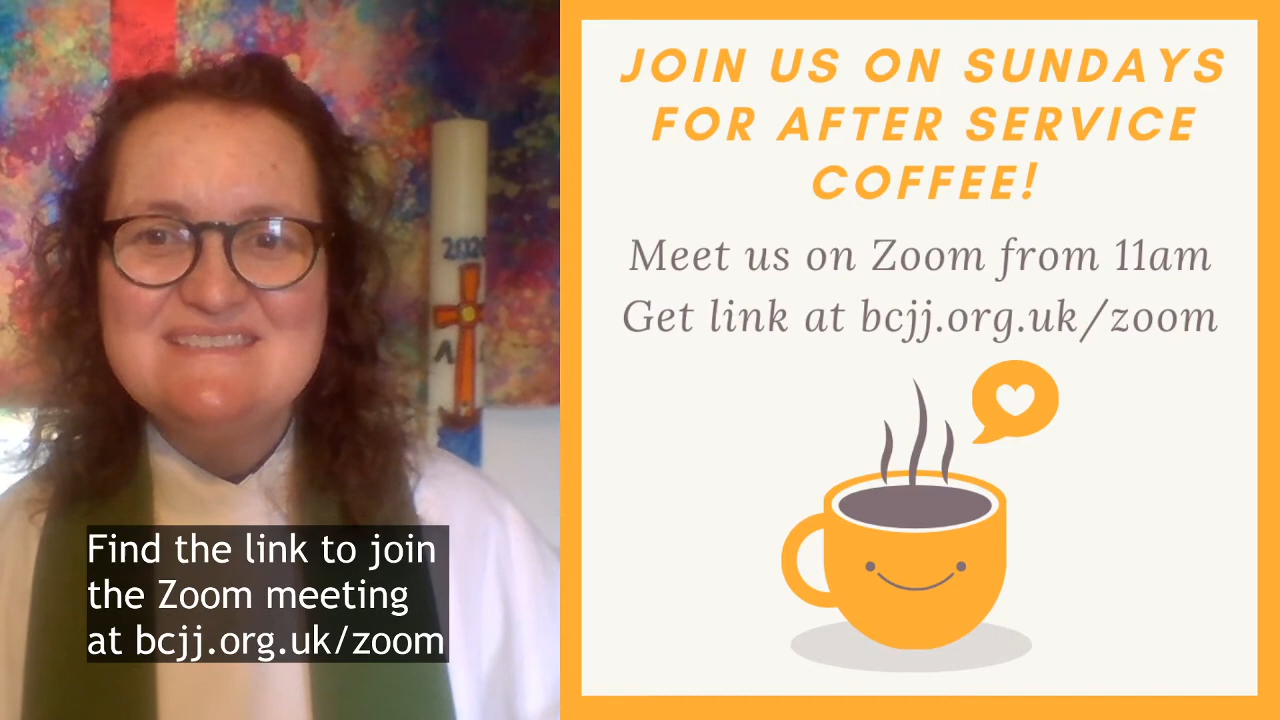 2020
Find the link to join
the Zoom meeting
at bcjj.org.uk/zoom
JOIN US ON SUNDAYS
FOR AFTER SERVICE
COFFEE!
Meet us on Zoom from 11am
Get link at bcjj.org.uk/zoom